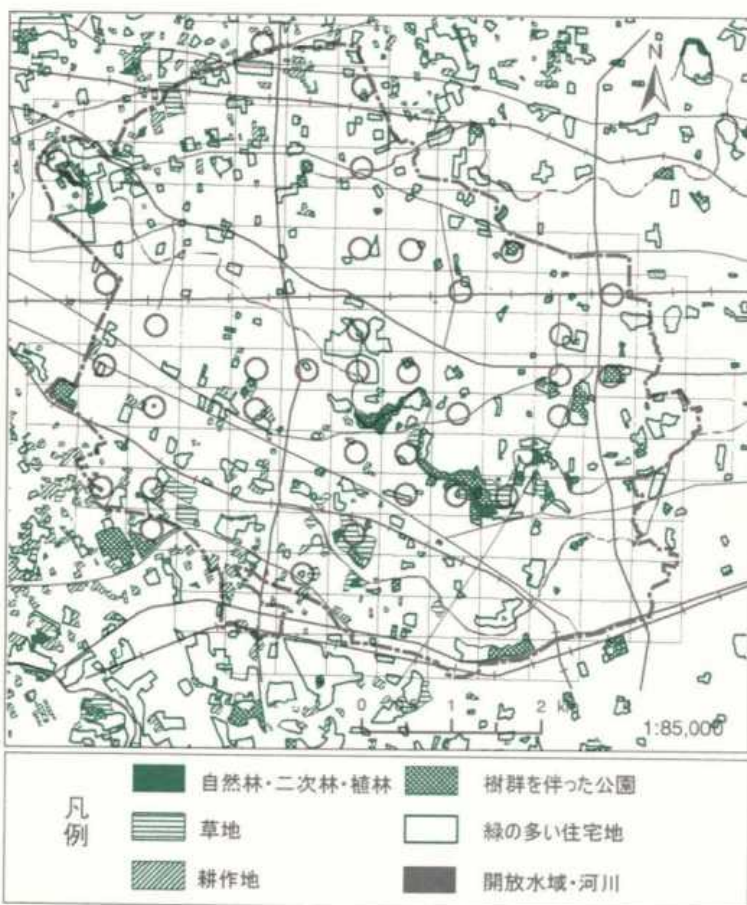 N
0 1 2 km
1:85,000
凡例
自然林・二次林・植林
樹群を伴った公園
草地
緑の多い住宅地
耕作地
開放水域・河川